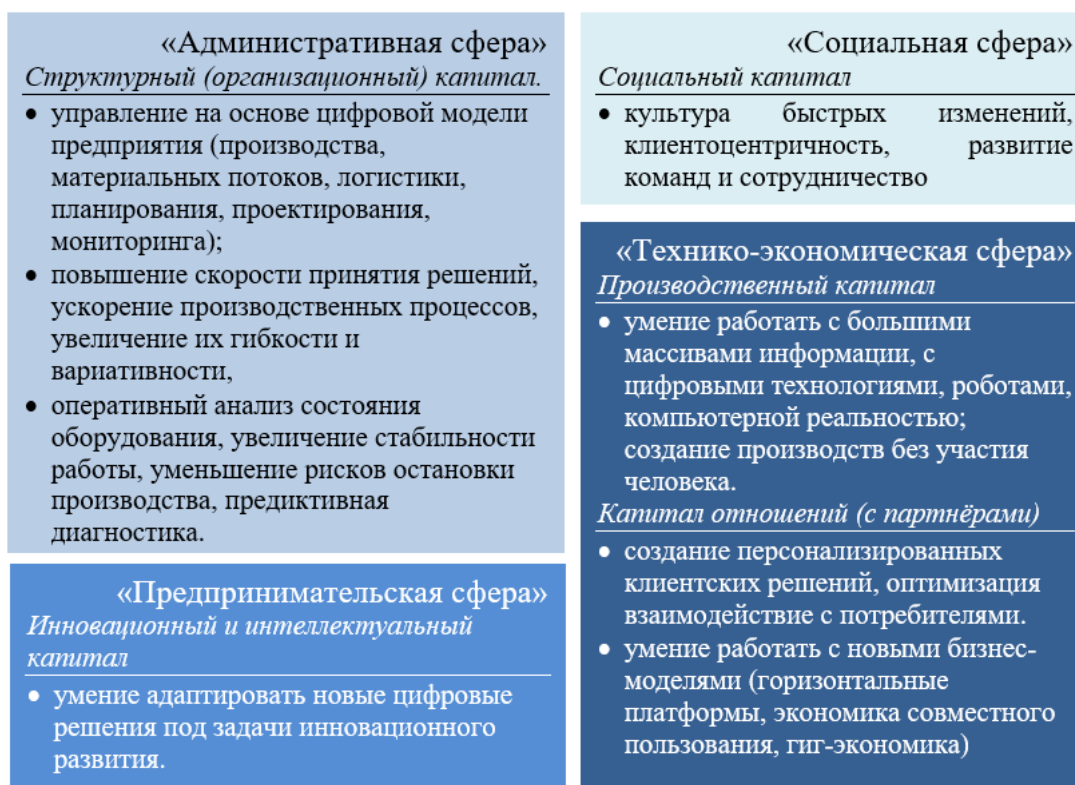 «Административная сфера»
Структурный (организационный) капитал.
• управление на основе цифровой модели
предприятия (производства,
материальных потоков, логистики,
планирования, проектирования,
мониторинга);
• повышение скорости принятия решений,
ускорение производственных процессов,
увеличение их гибкости и
вариативности,
• оперативный анализ состояния
оборудования, увеличение стабильности
работы, уменьшение рисков остановки
производства, предиктивная
диагностика.
«Предпринимательская сфера»
Инновационный и интеллектуальный
капитал
• умение адаптировать новые цифровые
решения под задачи инновационного
развития.
«Социальная сфера»
Социальный капитал
• культура быстрых изменений,
клиентоцентричность, развитие
команд и сотрудничество
«Технико-экономическая сфера»
Производственный капитал
• умение работать с большими
массивами информации, с
цифровыми технологиями, роботами,
компьютерной реальностью;
создание производств без участия
человека.
Капитал отношений (с партнёрами)
• создание персонализированных
клиентских решений, оптимизация
взаимодействие с потребителями.
• умение работать с новыми бизнес-
моделями (горизонтальные
платформы, экономика совместного
пользования, гиг-экономика)